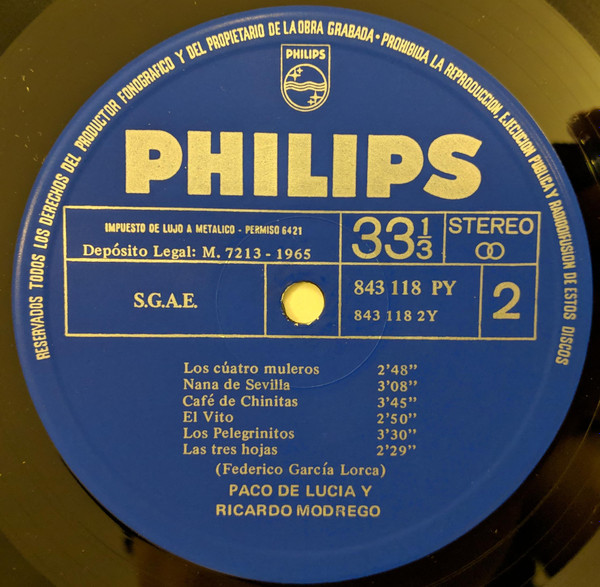 RESERVADOS TODOS LOS DERECHOS DEL PRODUCTOR FONOGRAFICO Y DEL PROPIETARIO DE LA OBRA GRABADA • PROHIBIDA LA REPRODUCCION, EJECUCION PUBLICA Y RADIODIFUSION DE ESTOS DISCOS
PHILIPS
PHILIPS
IMPUESTO DE LUJO A METALICO - PERMISO 6421
Depósito Legal: M. 7213 - 1965
33 1/3
STEREO
S.G.A.E.
843 118 PY
843 118 2Y
2
Los cúatro muleros 2'48"
Nana de Sevilla 3'08"
Café de Chinitas 3'45"
El Vito 2'50"
Los Pelegrinitos 3'30"
Las tres hojas 2'29"
(Federico García Lorca)
PACO DE LUCIA Y
RICARDO MODREGO